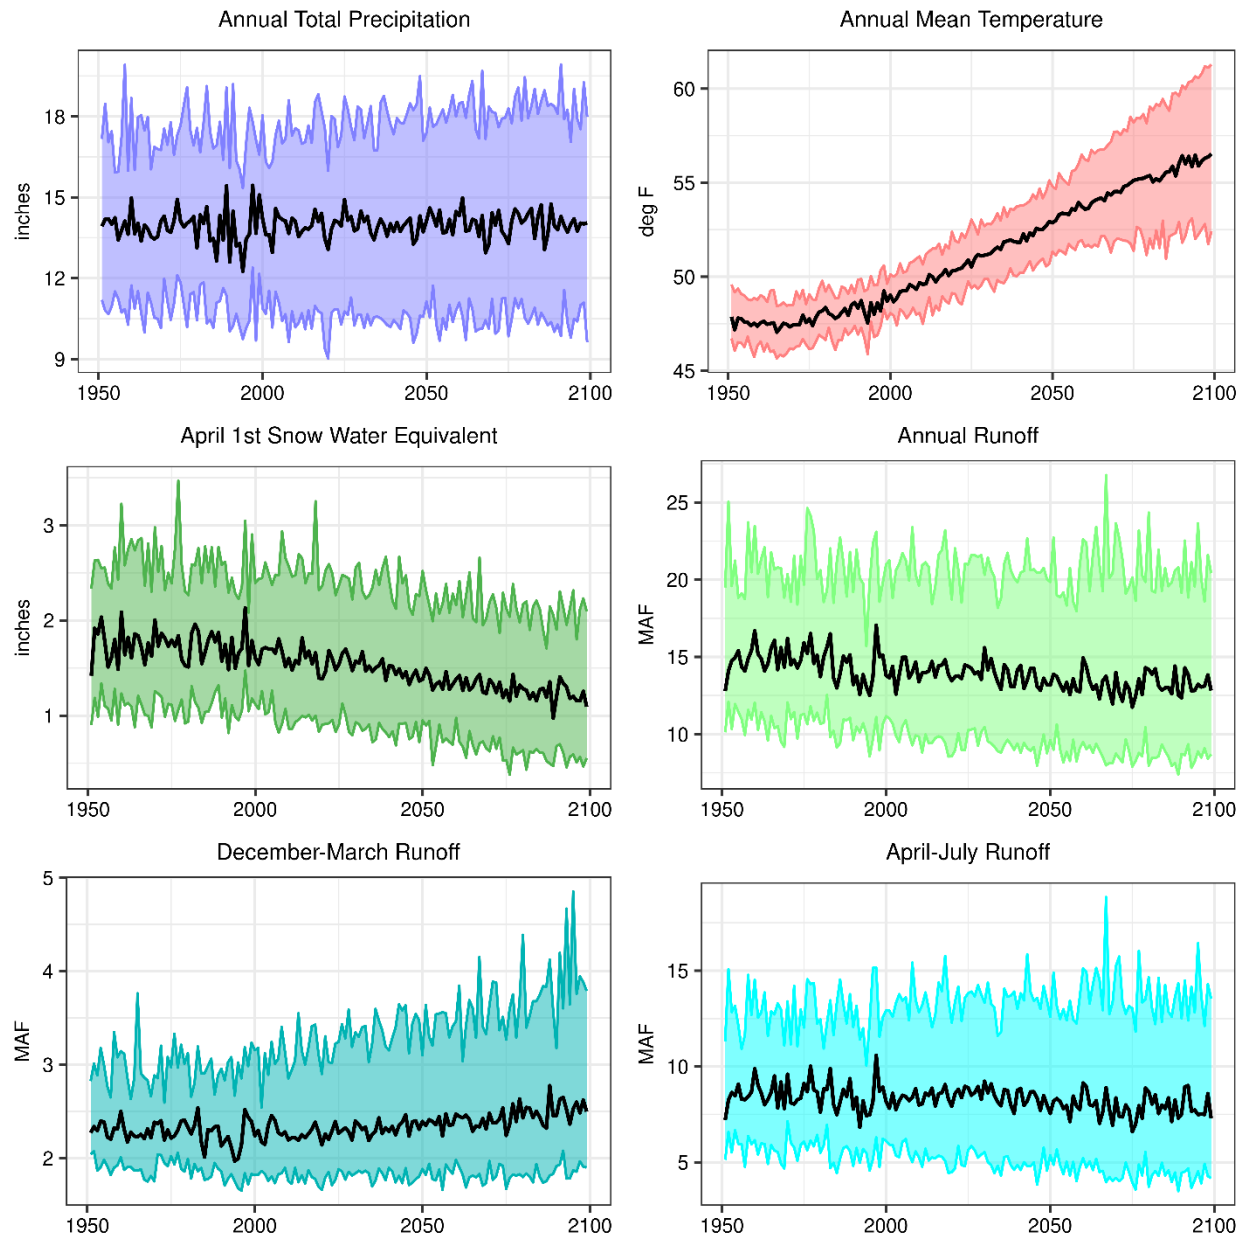 Annual Total Precipitation
inches
18
15
12
9
1950 2000 2050 2100
Annual Mean Temperature
deg F
60
55
50
45
1950 2000 2050 2100
April 1st Snow Water Equivalent
inches
3
2
1
1950 2000 2050 2100
Annual Runoff
MAF
25
20
15
10
1950 2000 2050 2100
December-March Runoff
MAF
5
4
3
2
1950 2000 2050 2100
April-July Runoff
MAF
15
10
5
1950 2000 2050 2100